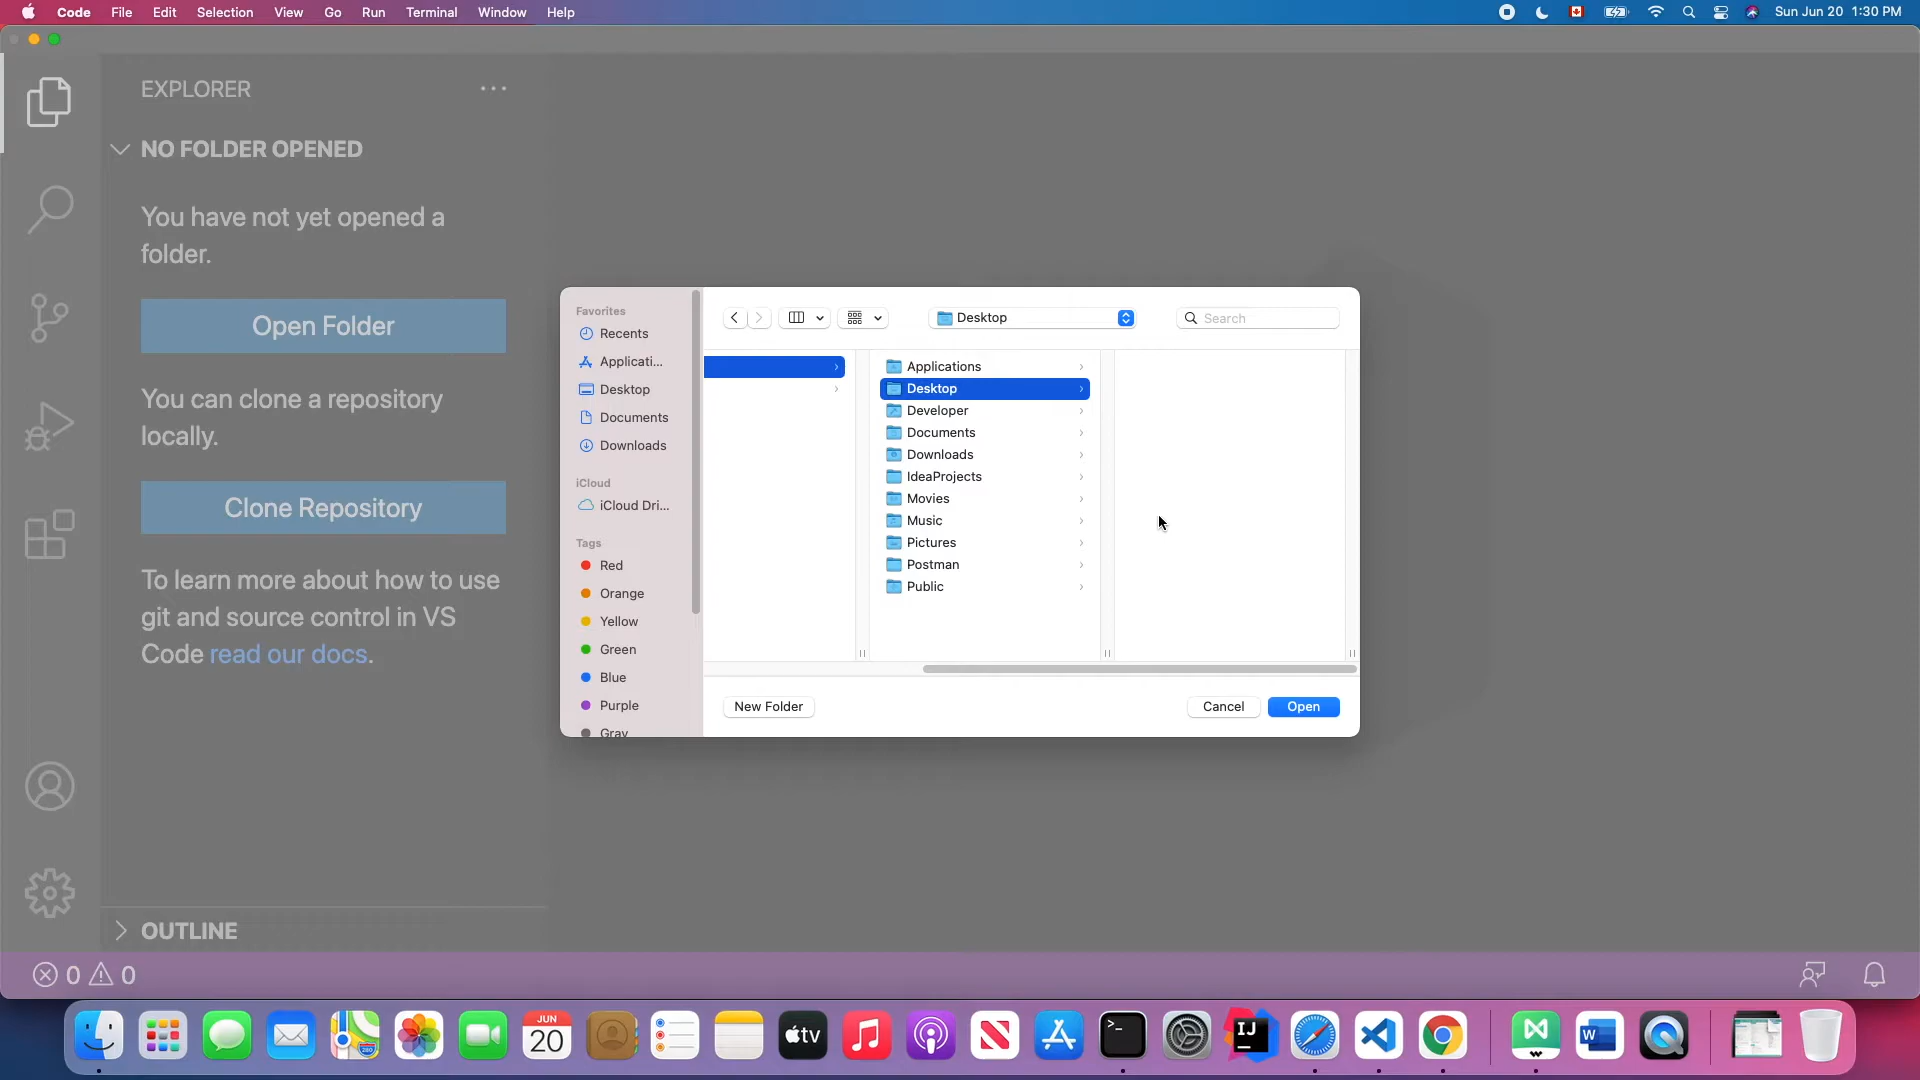 Code File Edit Selection View Go Run Terminal Window Help Sun Jun 20 1:30 PM
EXPLORER
NO FOLDER OPENED
You have not yet opened a
folder.
Open Folder
You can clone a repository
locally.
Clone Repository
To learn more about how to use
git and source control in VS
Code read our docs.
OUTLINE
0 0
Favorites
Recents
Applicati...
Desktop
Documents
Downloads
iCloud
iCloud Dri...
Tags
Red
Orange
Yellow
Green
Blue
Purple
Gray
Desktop
Search
Applications
Desktop
Developer
Documents
Downloads
IdeaProjects
Movies
Music
Pictures
Postman
Public
New Folder
Cancel
Open
JUN
20
tv
>_
IJ
W